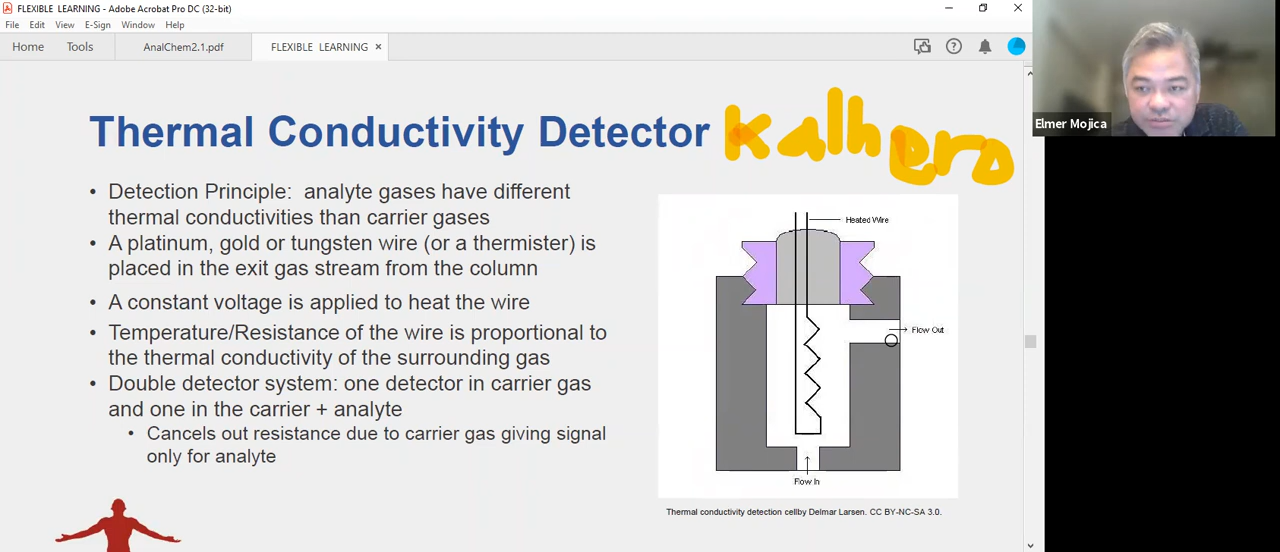 FLEXIBLE LEARNING - Adobe Acrobat Pro DC (32-bit)
File Edit View E-Sign Window Help
Home Tools AnalChem2.1.pdf FLEXIBLE LEARNING ×
Elmer Mojica
Thermal Conductivity Detector Kalhero
• Detection Principle: analyte gases have different
thermal conductivities than carrier gases
• A platinum, gold or tungsten wire (or a thermister) is
placed in the exit gas stream from the column
• A constant voltage is applied to heat the wire
• Temperature/Resistance of the wire is proportional to
the thermal conductivity of the surrounding gas
• Double detector system: one detector in carrier gas
and one in the carrier + analyte
• Cancels out resistance due to carrier gas giving signal
only for analyte
Heated Wire
Flow Out
Flow In
Thermal conductivity detection cellby Delmar Larsen. CC BY-NC-SA 3.0.